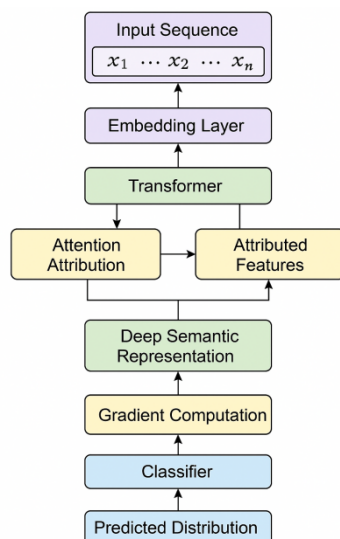 Input Sequence
x₁ ⋯ x₂ ⋯ xₙ
Embedding Layer
Transformer
Attention
Attribution
Attributed
Features
Deep Semantic
Representation
Gradient Computation
Classifier
Predicted Distribution